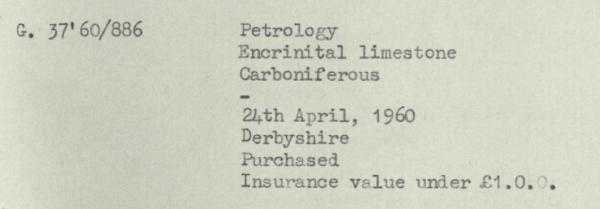 G. 37'60/886 Petrology
Encrinital limestone
Carboniferous
-
24th April, 1960
Derbyshire
Purchased
Insurance value under £1.0.0.